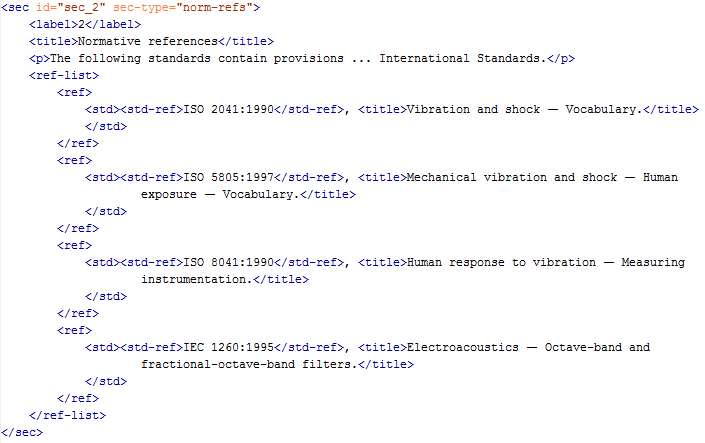 <sec id="sec_2" sec-type="norm-refs">
<label>2</label>
<title>Normative references</title>
<p>The following standards contain provisions ... International Standards.</p>
<ref-list>
<ref>
<std><std-ref>ISO 2041:1990</std-ref>, <title>Vibration and shock — Vocabulary.</title>
</std>
</ref>
<ref>
<std><std-ref>ISO 5805:1997</std-ref>, <title>Mechanical vibration and shock — Human
exposure — Vocabulary.</title>
</std>
</ref>
<ref>
<std><std-ref>ISO 8041:1990</std-ref>, <title>Human response to vibration — Measuring
instrumentation.</title>
</std>
</ref>
<ref>
<std><std-ref>IEC 1260:1995</std-ref>, <title>Electroacoustics — Octave-band and
fractional-octave-band filters.</title>
</std>
</ref>
</ref-list>
</sec>